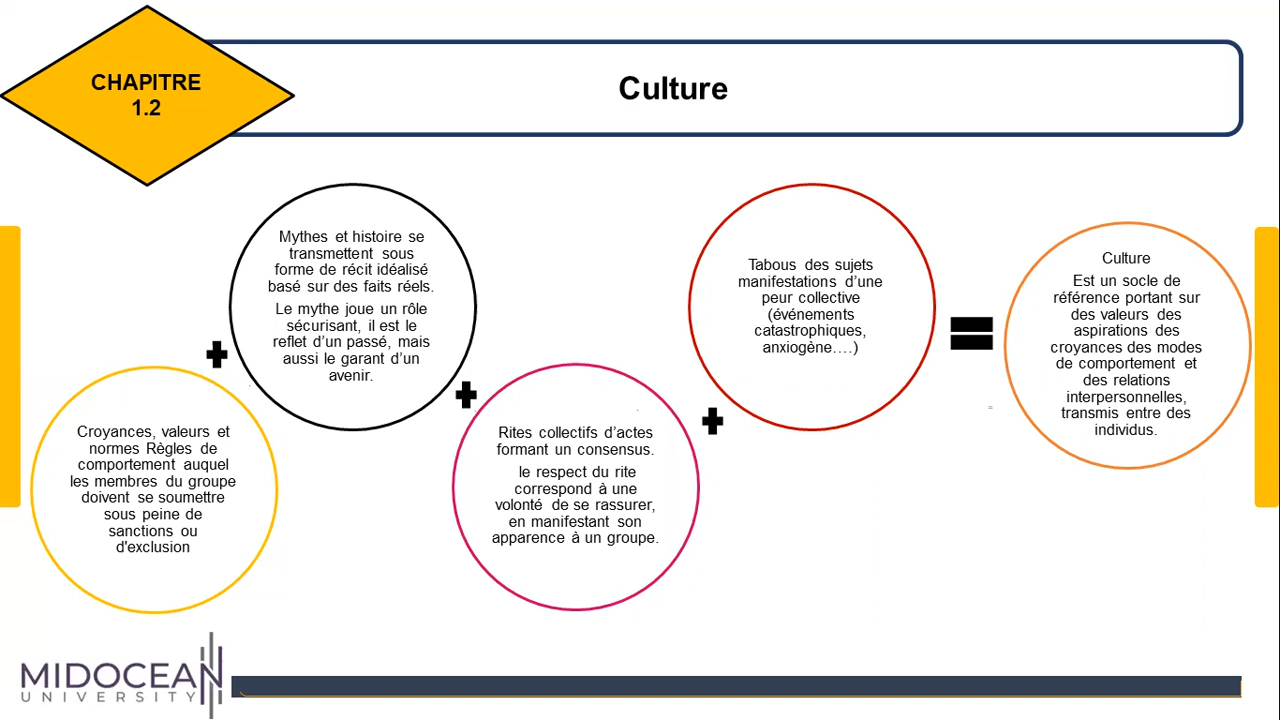 CHAPITRE
1.2
Culture
Croyances, valeurs et
normes Règles de
comportement auquel
les membres du groupe
doivent se soumettre
sous peine de
sanctions ou
d'exclusion
Mythes et histoire se
transmettent sous
forme de récit idéalisé
basé sur des faits réels.
Le mythe joue un rôle
sécurisant, il est le
reflet d’un passé, mais
aussi le garant d’un
avenir.
Rites collectifs d’actes
formant un consensus.
le respect du rite
correspond à une
volonté de se rassurer,
en manifestant son
apparence à un groupe.
Tabous des sujets
manifestations d’une
peur collective
(événements
catastrophiques,
anxiogène….)
Culture
Est un socle de
référence portant sur
des valeurs des
aspirations des
croyances des modes
de comportement et
des relations
interpersonnelles,
transmis entre des
individus.
MIDOCEAN
UNIVERSITY